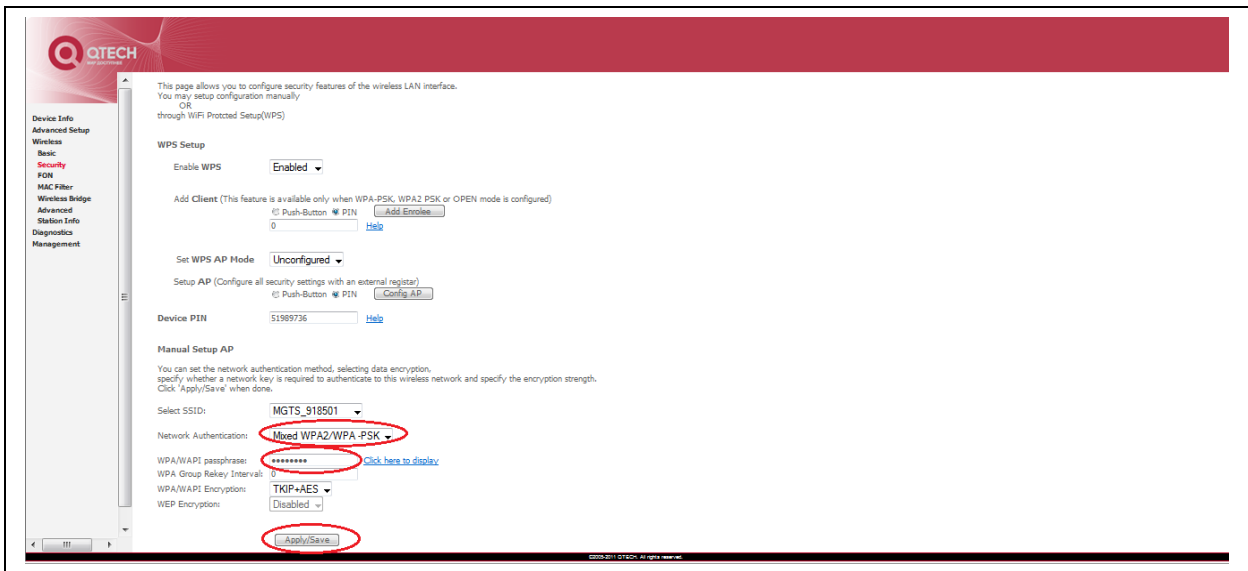 QTECH
This page allows you to configure security features of the wireless LAN interface.
You may setup configuration manually
OR
through WiFi Protcted Setup(WPS)
Device Info
Advanced Setup
Wireless
Basic
Security
FON
MAC Filter
Wireless Bridge
Advanced
Station Info
Diagnostics
Management
WPS Setup
Enable WPS Enabled
Add Client (This feature is available only when WPA-PSK, WPA2 PSK or OPEN mode is configured)
Push-Button PIN Add Enrolee
0 Help
Set WPS AP Mode Unconfigured
Setup AP (Configure all security settings with an external registar)
Push-Button PIN Config AP
Device PIN 51989736 Help
Manual Setup AP
You can set the network authentication method, selecting data encryption,
specify whether a network key is required to authenticate to this wireless network and specify the encryption strength.
Click 'Apply/Save' when done.
Select SSID: MGTS_918501
Network Authentication: Mixed WPA2/WPA -PSK
WPA/WAPI passphrase: •••••••• Click here to display
WPA Group Rekey Interval: 0
WPA/WAPI Encryption: TKIP+AES
WEP Encryption: Disabled
Apply/Save
©2005-2011 QTECH. All rights reserved.